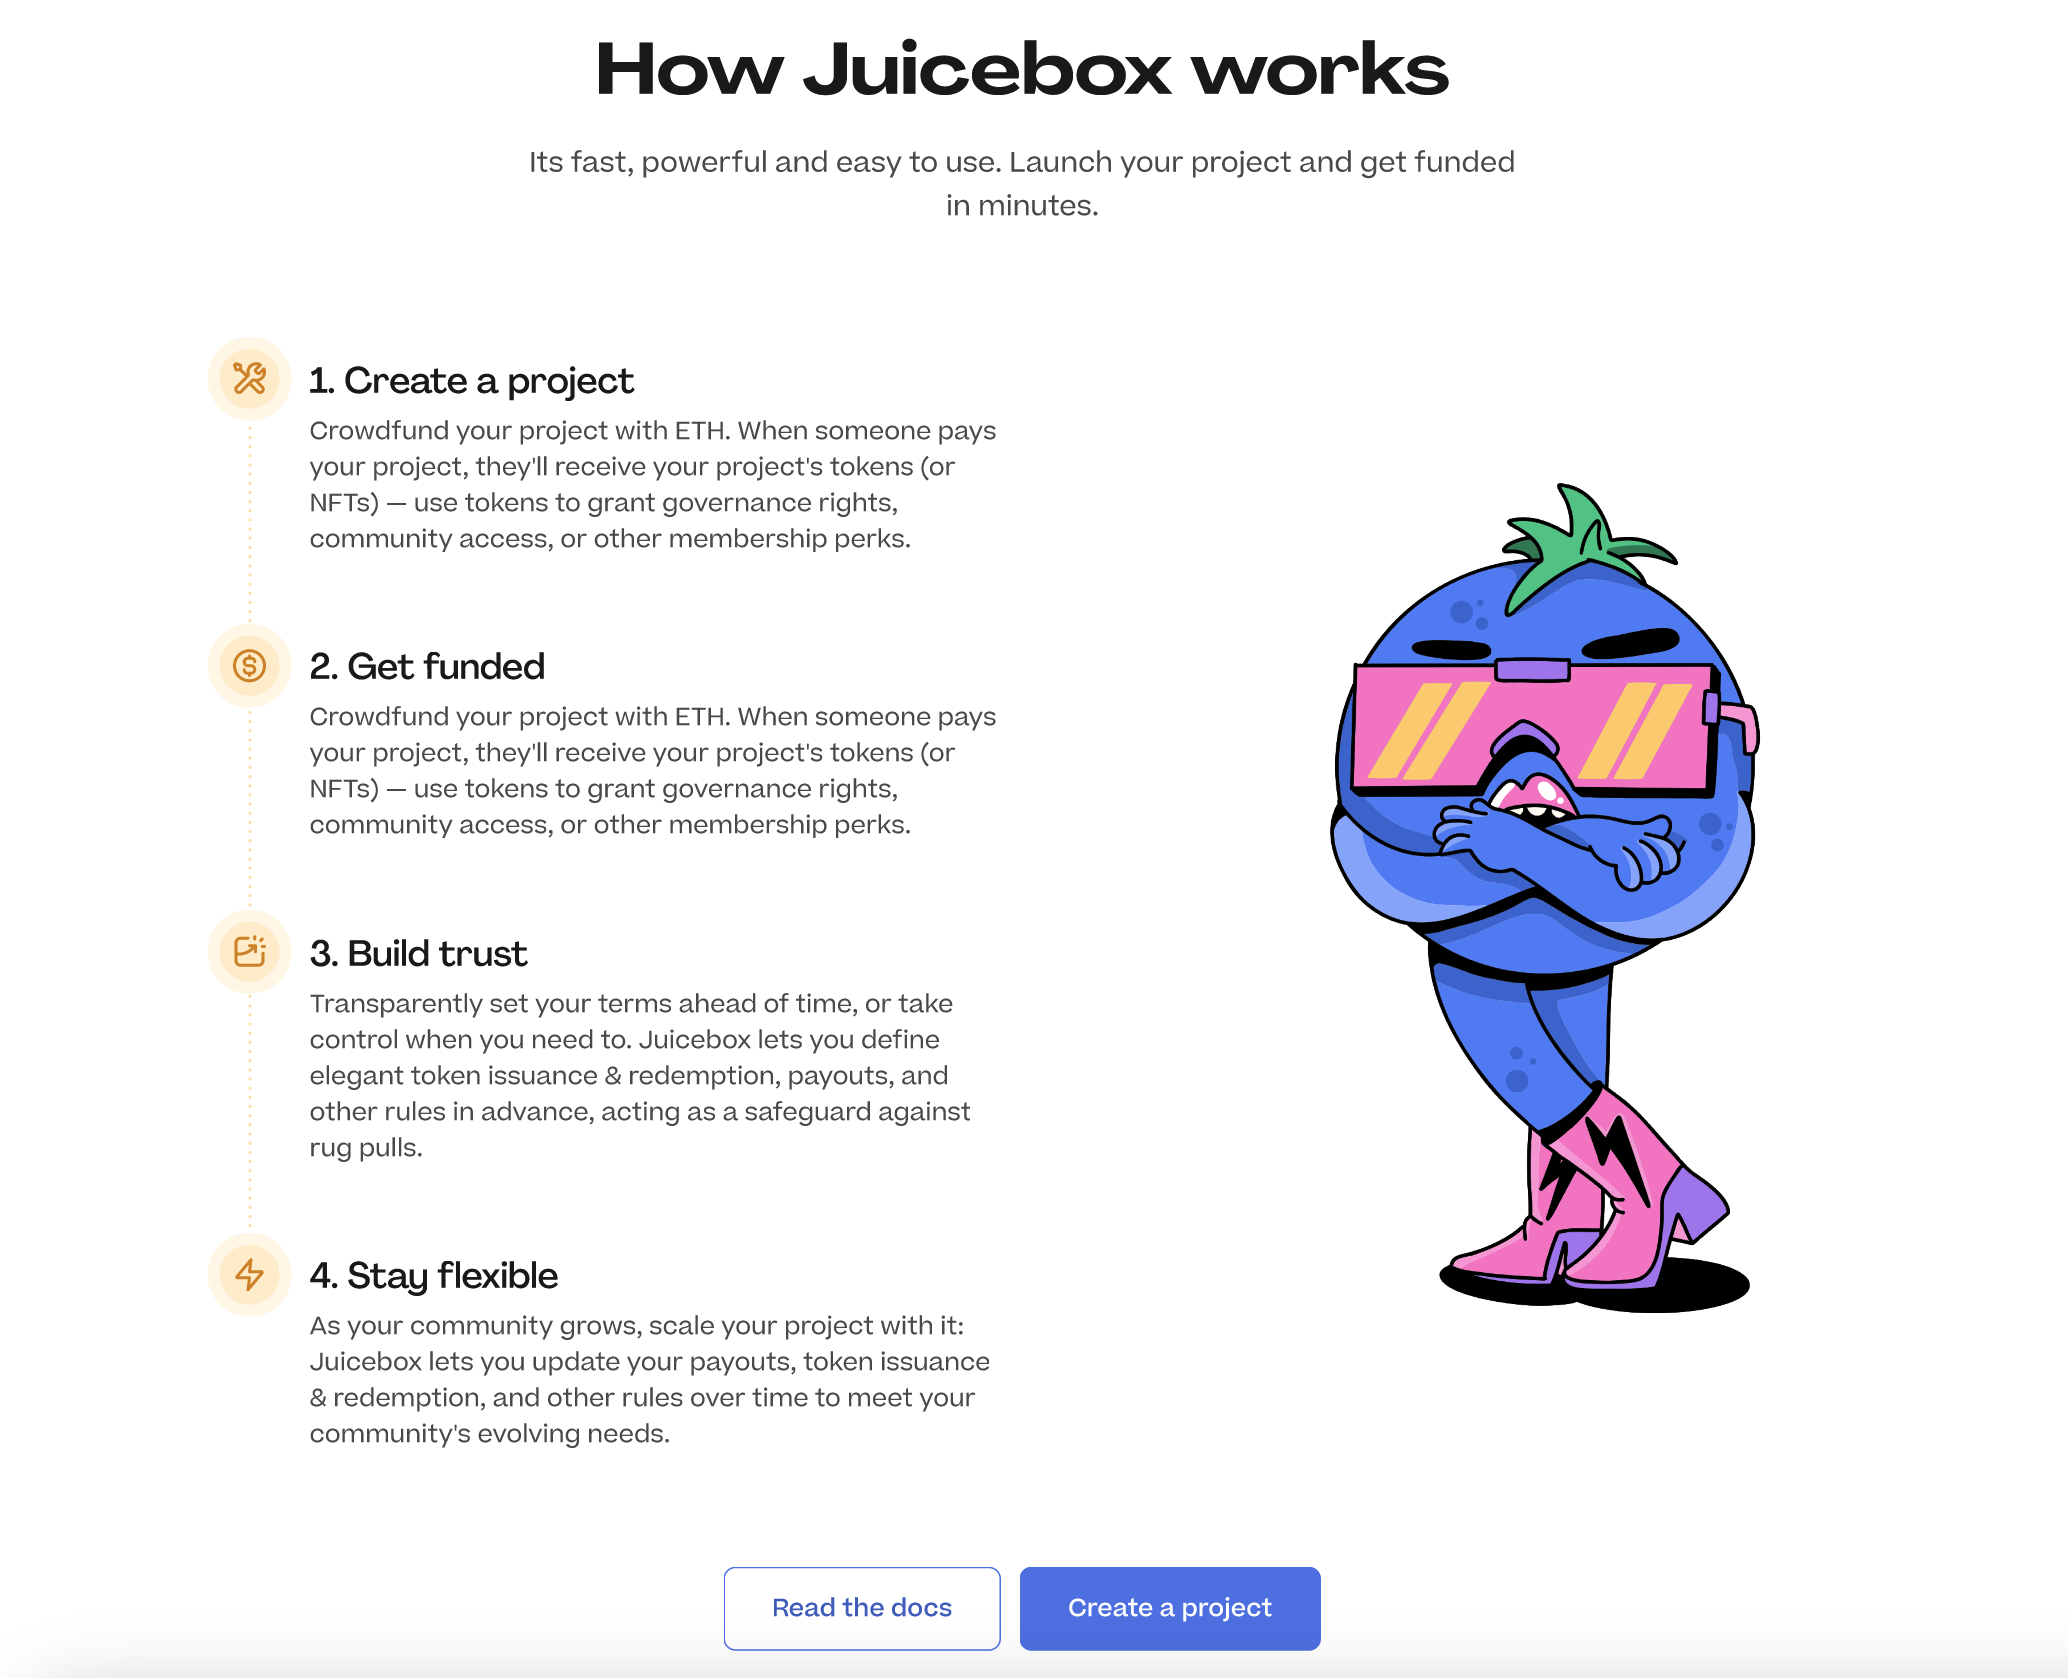 How Juicebox works
Its fast, powerful and easy to use. Launch your project and get funded
in minutes.
1. Create a project
Crowdfund your project with ETH. When someone pays
your project, they'll receive your project's tokens (or
NFTs) — use tokens to grant governance rights,
community access, or other membership perks.
2. Get funded
Crowdfund your project with ETH. When someone pays
your project, they'll receive your project's tokens (or
NFTs) — use tokens to grant governance rights,
community access, or other membership perks.
3. Build trust
Transparently set your terms ahead of time, or take
control when you need to. Juicebox lets you define
elegant token issuance & redemption, payouts, and
other rules in advance, acting as a safeguard against
rug pulls.
4. Stay flexible
As your community grows, scale your project with it:
Juicebox lets you update your payouts, token issuance
& redemption, and other rules over time to meet your
community's evolving needs.
Read the docs
Create a project